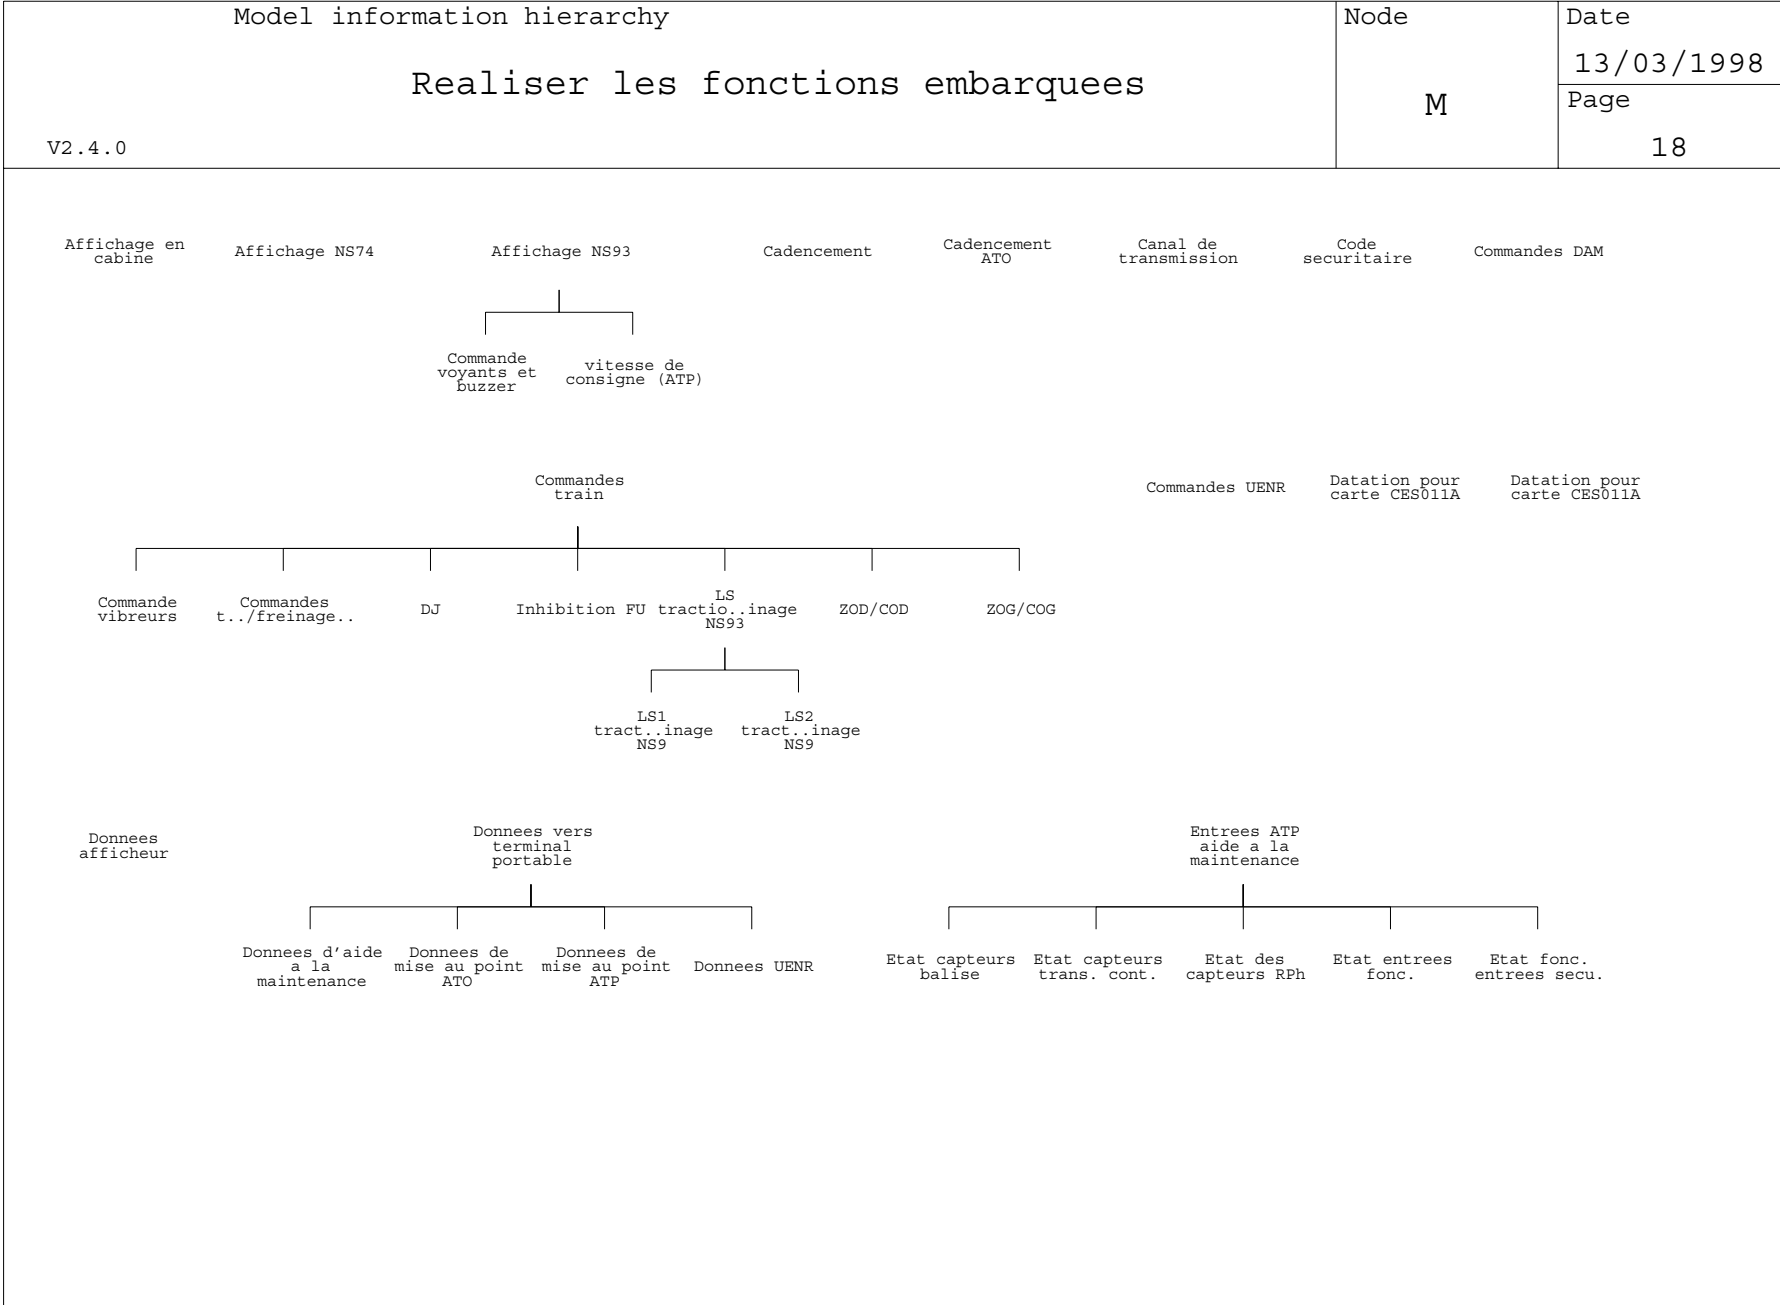 Model information hierarchy
Node
Date
13/03/1998
Realiser les fonctions embarquees
M
Page
V2.4.0
18
Affichage en
cabine
Affichage NS74
Affichage NS93
Cadencement
Cadencement
ATO
Canal de
transmission
Code
securitaire
Commandes DAM
Commande
voyants et
buzzer
vitesse de
consigne (ATP)
Commandes
train
Commandes UENR
Datation pour
carte CES011A
Datation pour
carte CES011A
Commande
vibreurs
Commandes
t../freinage..
DJ
Inhibition FU
LS
tractio..inage
NS93
ZOD/COD
ZOG/COG
LS1
tract..inage
NS9
LS2
tract..inage
NS9
Donnees
afficheur
Donnees vers
terminal
portable
Entrees ATP
aide a la
maintenance
Donnees d'aide
a la
maintenance
Donnees de
mise au point
ATO
Donnees de
mise au point
ATP
Donnees UENR
Etat capteurs
balise
Etat capteurs
trans. cont.
Etat des
capteurs RPh
Etat entrees
fonc.
Etat fonc.
entrees secu.